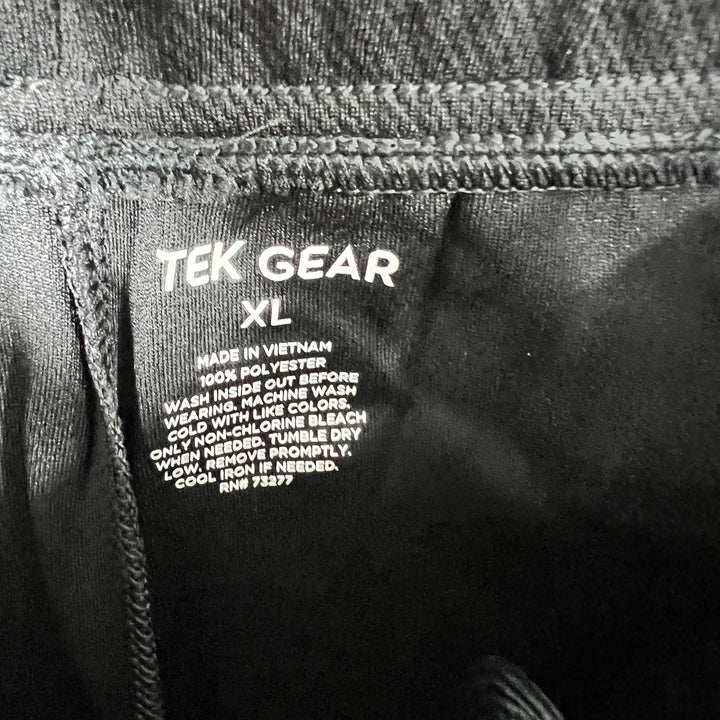 TEK GEAR
XL
MADE IN VIETNAM
100% POLYESTER
WASH INSIDE OUT BEFORE
WEARING. MACHINE WASH
COLD WITH LIKE COLORS.
ONLY NON-CHLORINE BLEACH
WHEN NEEDED. TUMBLE DRY
LOW. REMOVE PROMPTLY.
COOL IRON IF NEEDED.
RN# 73277